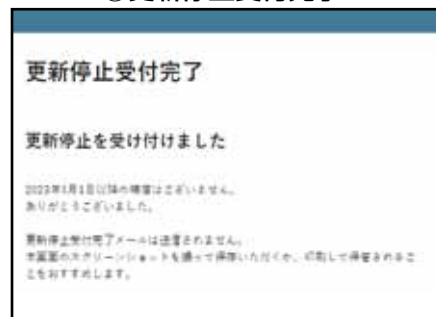 更新停止受付完了
更新停止を受け付けました
ありがとうございました。
更新停止受付完了メールは送信されません。
本画面のスクリーンショットを撮って保存いただくか、印刷して保管されるこ
とをおすすめします。